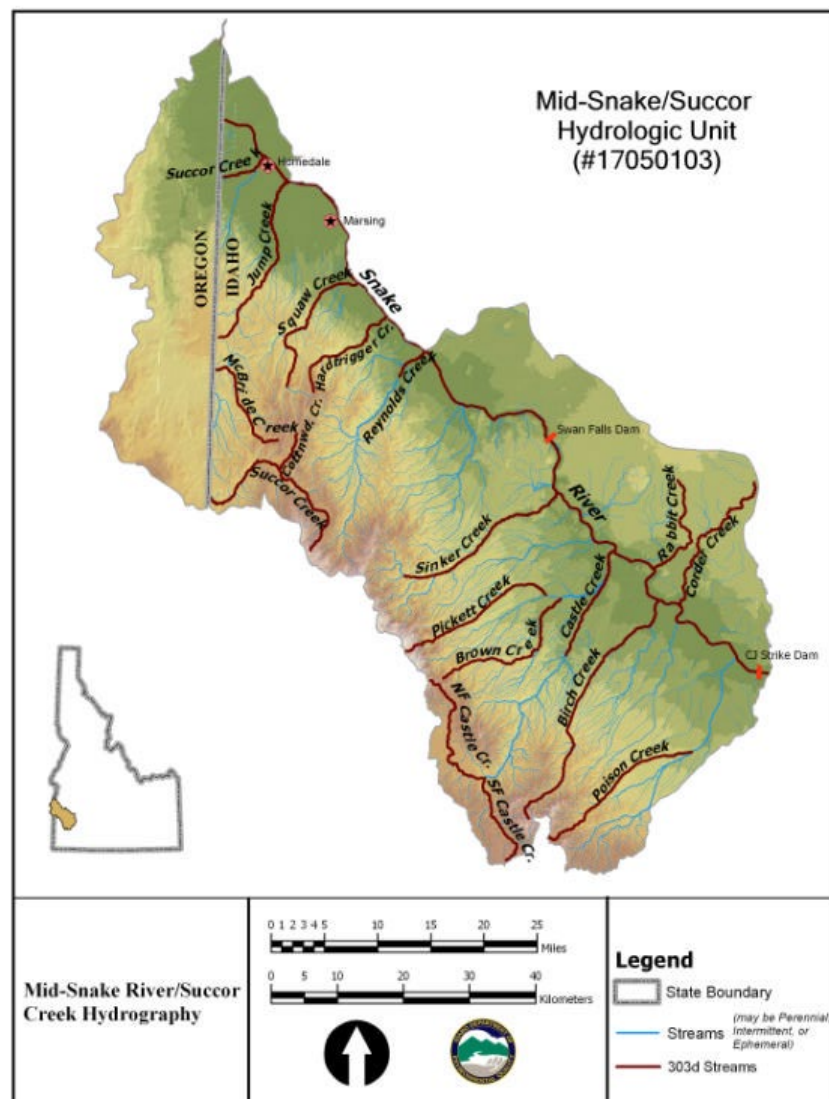 Mid-Snake/Succor
Hydrologic Unit
(#17050103)
Succor Creek
Homedale
Marsing
OREGON
IDAHO
Jump Creek
Snake
Squaw Creek
Hardtrigger Cr.
McBride Creek
Cottnwd. Cr.
Reynolds Creek
Swan Falls Dam
Succor Creek
River
Rabbit Creek
Sinker Creek
Corder Creek
Castle Creek
Pickett Creek
Brown Creek
CJ Strike Dam
Birch Creek
NF Castle Cr.
Poison Creek
SF Castle Cr.
Mid-Snake River/Succor
Creek Hydrography
0 1 2 3 4 5 10 15 20 25
Miles
0 5 10 20 30 40
Kilometers
Legend
State Boundary
Streams (may be Perennial,
Intermittent, or
Ephemeral)
303d Streams